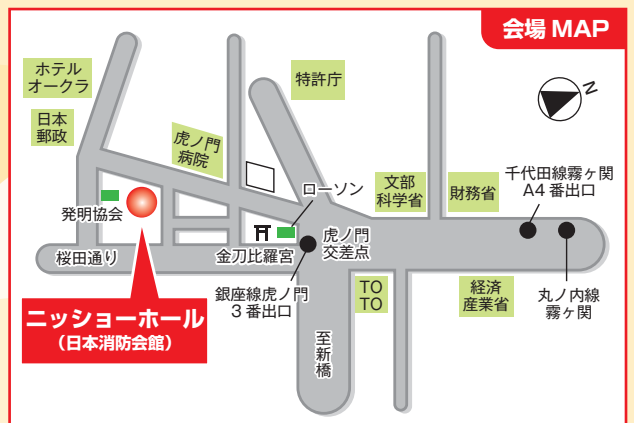 会場 MAP
ホテル
オークラ
日本
郵政
虎ノ門
病院
特許庁
N
発明協会
ローソン
文部
科学省
財務省
千代田線霞ヶ関
A4 番出口
桜田通り
金刀比羅宮
虎ノ門
交差点
銀座線虎ノ門
3 番出口
TO
TO
経済
産業省
丸ノ内線
霞ヶ関
至新橋
ニッショーホール
(日本消防会館)